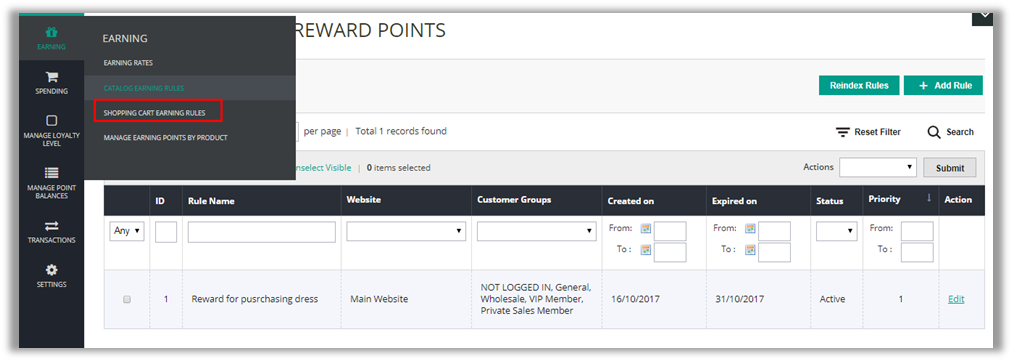 REWARD POINTS
EARNING
SPENDING
MANAGE LOYALTY
LEVEL
MANAGE POINT
BALANCES
TRANSACTIONS
SETTINGS
EARNING
EARNING RATES
CATALOG EARNING RULES
SHOPPING CART EARNING RULES
MANAGE EARNING POINTS BY PRODUCT
Reindex Rules
+ Add Rule
per page | Total 1 records found
Reset Filter
Search
nselect Visible | 0 items selected
Actions
Submit
ID
Rule Name
Website
Customer Groups
Created on
Expired on
Status
Priority ↓
Action
Any
From:
To :
From:
To :
From:
To :
1
Reward for pusrchasing dress
Main Website
NOT LOGGED IN, General,
Wholesale, VIP Member,
Private Sales Member
16/10/2017
31/10/2017
Active
1
Edit